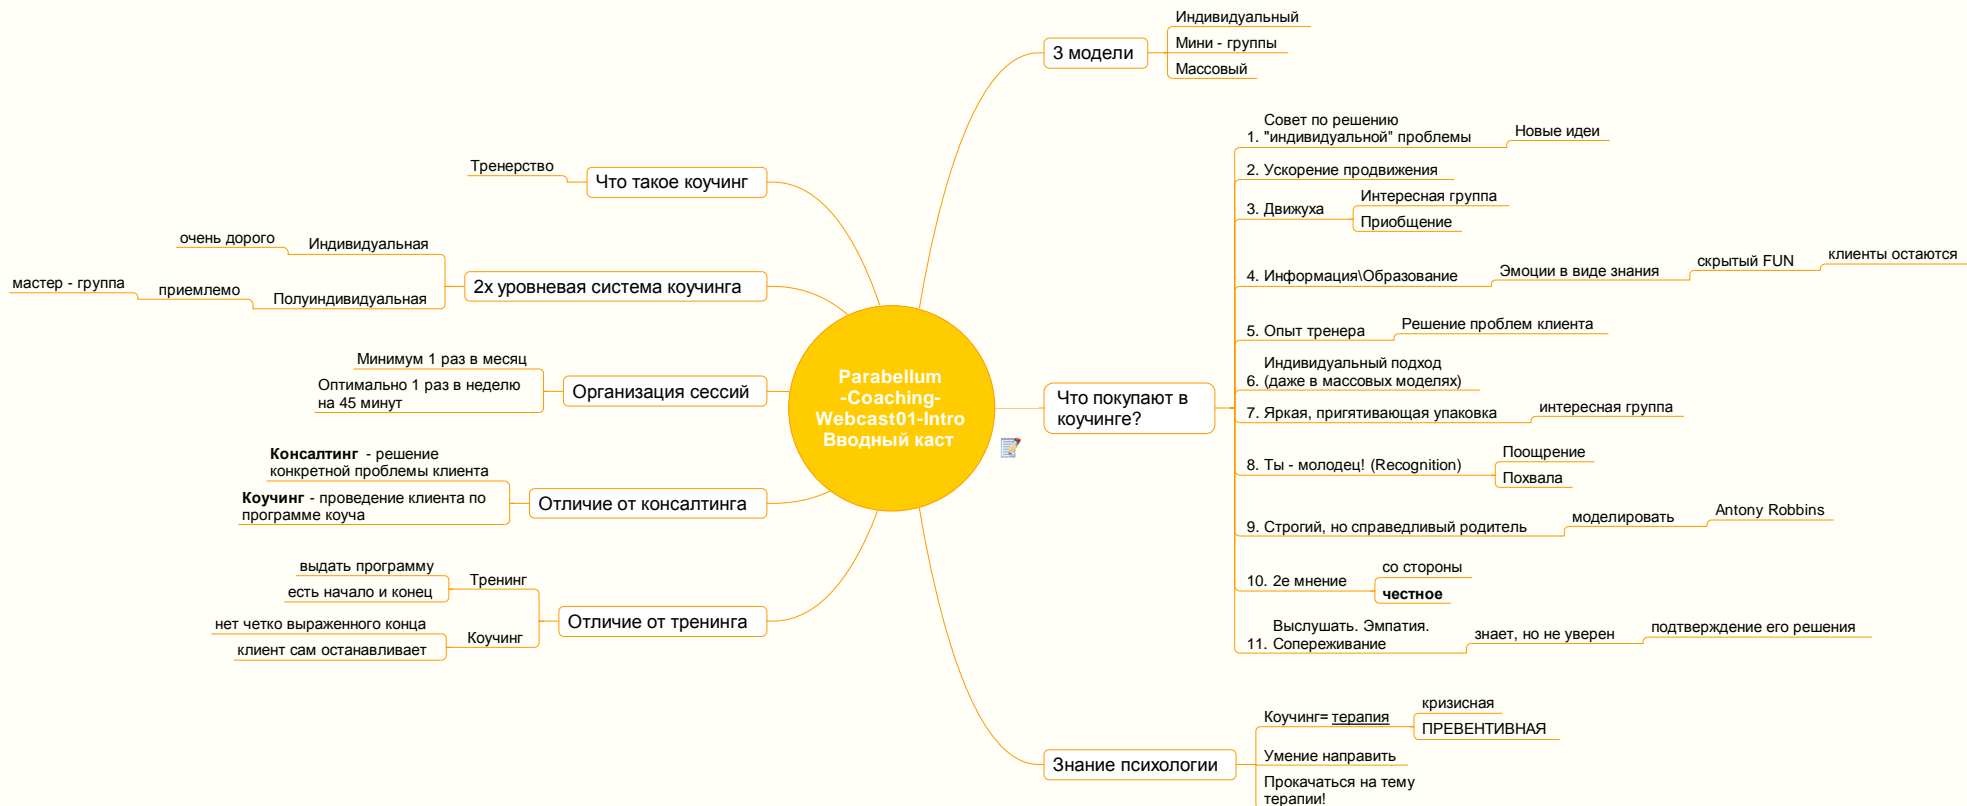 Parabellum
-Coaching-
Webcast01-Intro
Вводный каст
3 модели
Индивидуальный
Мини - группы
Массовый
Что покупают в
коучинге?
Совет по решению
1. "индивидуальной" проблемы
Новые идеи
2. Ускорение продвижения
3. Движуха
Интересная группа
Приобщение
4. Информация\Образование
Эмоции в виде знания
скрытый FUN
клиенты остаются
5. Опыт тренера
Решение проблем клиента
Индивидуальный подход
6. (даже в массовых моделях)
7. Яркая, пригятивающая упаковка
интересная группа
8. Ты - молодец! (Recognition)
Поощрение
Похвала
9. Строгий, но справедливый родитель
моделировать
Antony Robbins
10. 2е мнение
со стороны
честное
Выслушать. Эмпатия.
11. Сопереживание
знает, но не уверен
подтверждение его решения
Знание психологии
Коучинг= терапия
кризисная
ПРЕВЕНТИВНАЯ
Умение направить
Прокачаться на тему
терапии!
Что такое коучинг
Тренерство
2х уровневая система коучинга
Индивидуальная
очень дорого
Полуиндивидуальная
приемлемо
мастер - группа
Организация сессий
Минимум 1 раз в месяц
Оптимально 1 раз в неделю
на 45 минут
Отличие от консалтинга
Консалтинг - решение
конкретной проблемы клиента
Коучинг - проведение клиента по
программе коуча
Отличие от тренинга
Тренинг
выдать программу
есть начало и конец
Коучинг
нет четко выраженного конца
клиент сам останавливает